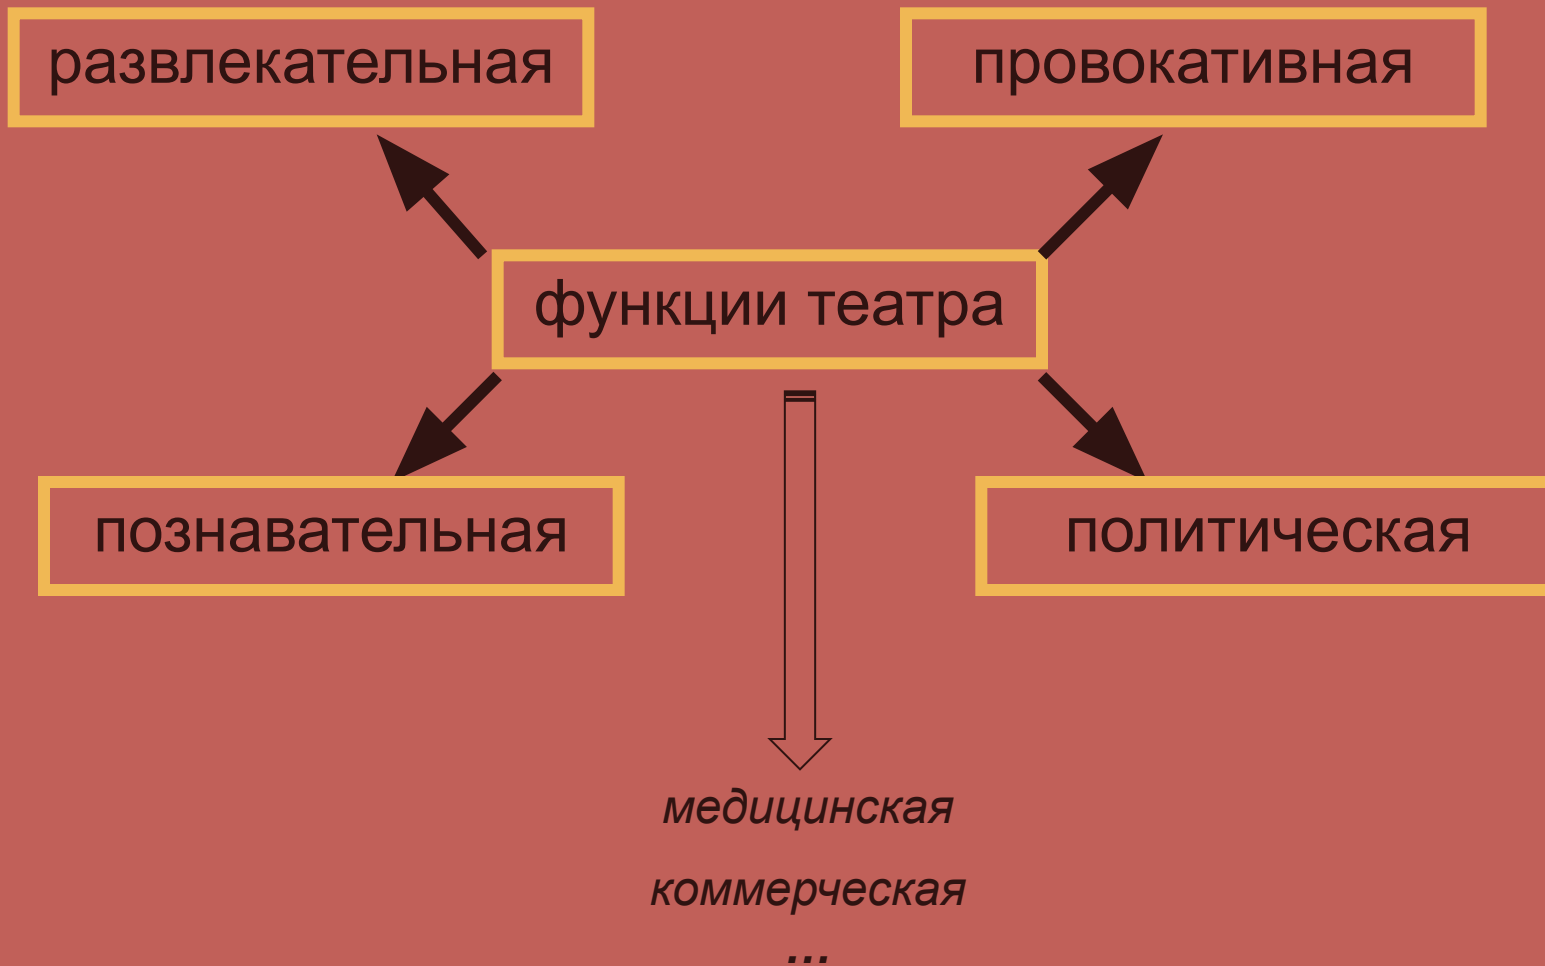 развлекательная
провокативная
функции театра
познавательная
политическая
медицинская
коммерческая
...